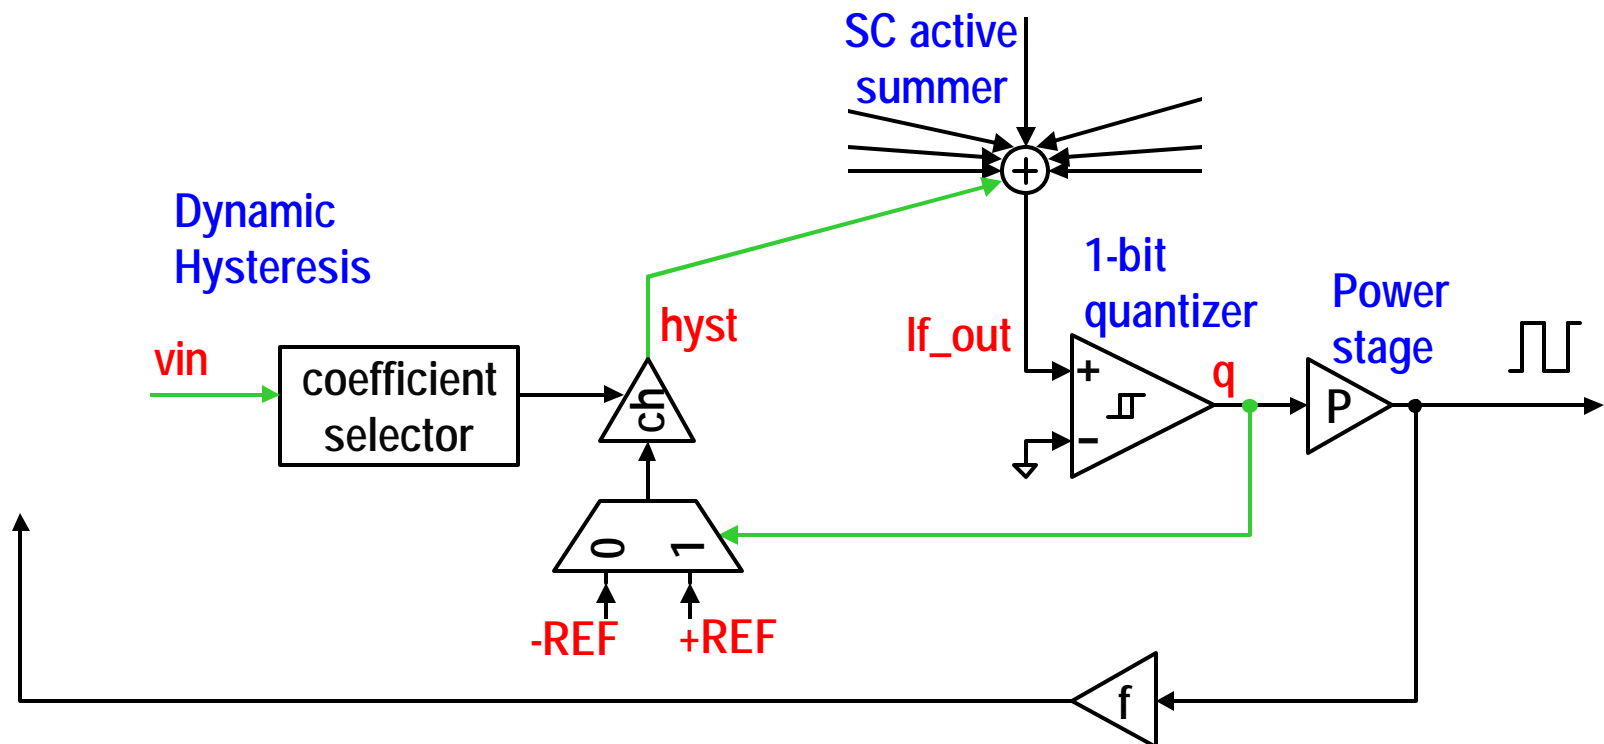 SC active
summer
Dynamic
Hysteresis
1-bit
quantizer
Power
stage
hyst
lf_out
vin
coefficient
selector
ch
+
+
−
q
P
0
1
-REF
+REF
f